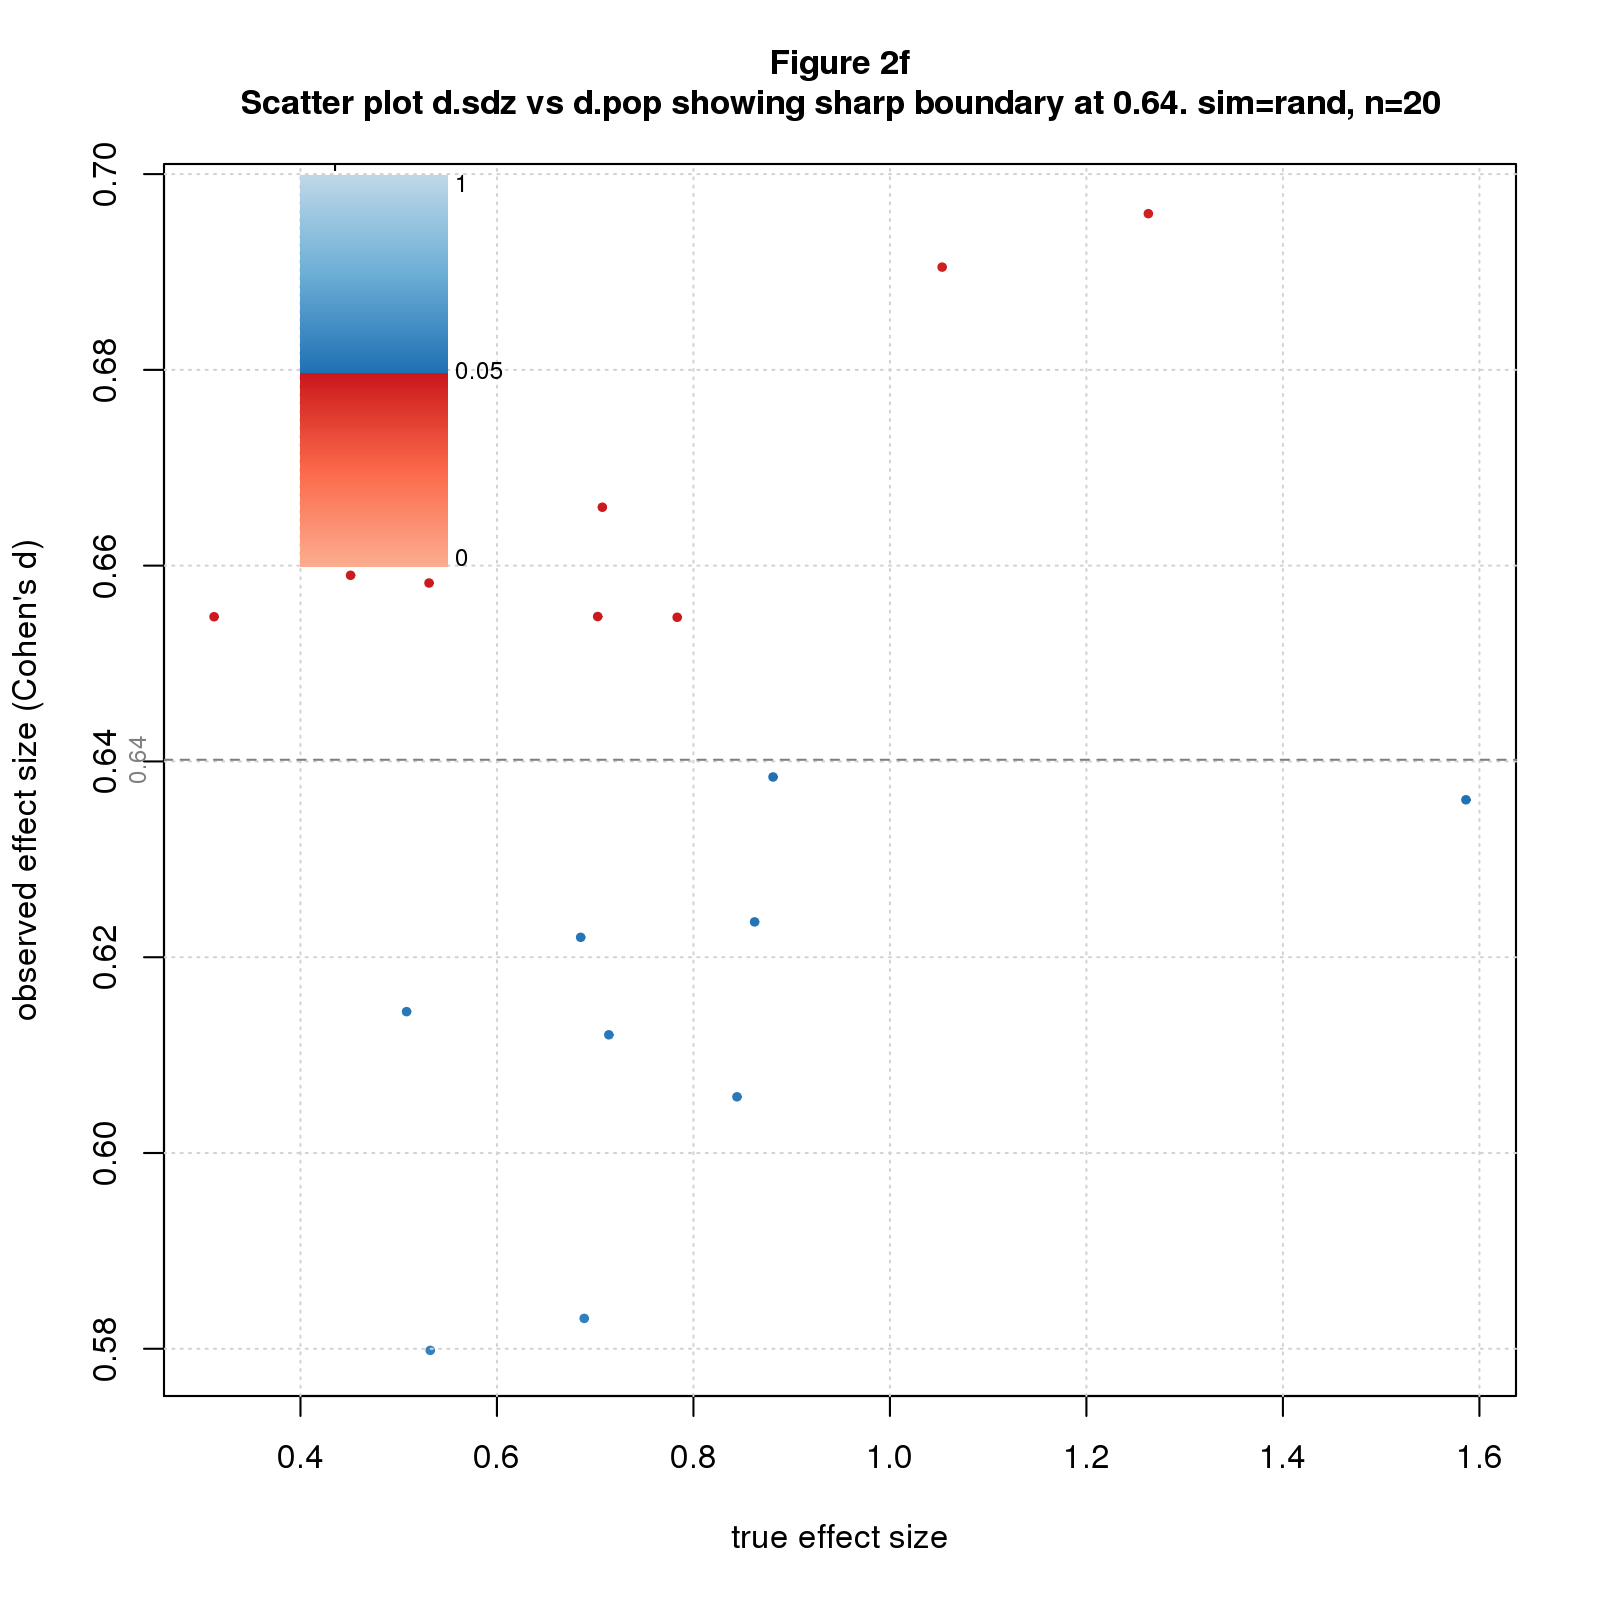 Figure 2f
Scatter plot d.sdz vs d.pop showing sharp boundary at 0.64. sim=rand, n=20
1
0.05
0
0.70
0.68
0.66
0.64
0.64
0.62
0.60
0.58
observed effect size (Cohen's d)
0.4 0.6 0.8 1.0 1.2 1.4 1.6
true effect size